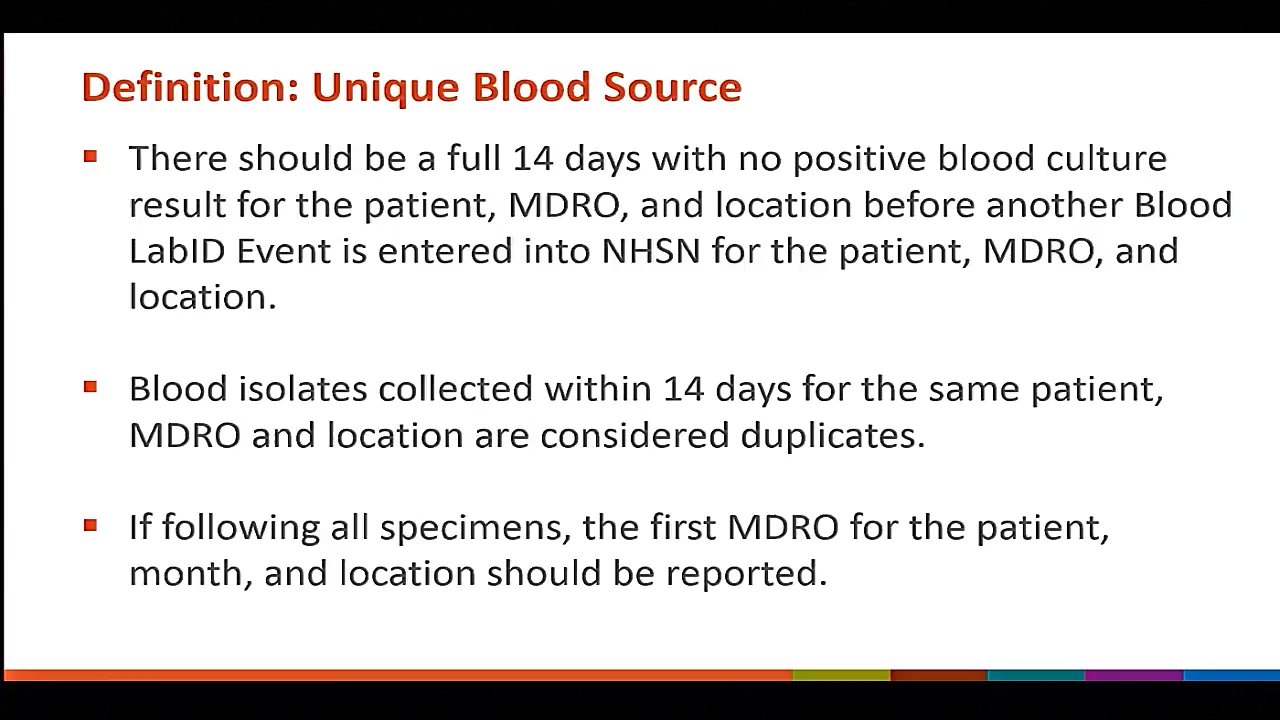 Definition: Unique Blood Source
▪ There should be a full 14 days with no positive blood culture
result for the patient, MDRO, and location before another Blood
LabID Event is entered into NHSN for the patient, MDRO, and
location.
▪ Blood isolates collected within 14 days for the same patient,
MDRO and location are considered duplicates.
▪ If following all specimens, the first MDRO for the patient,
month, and location should be reported.